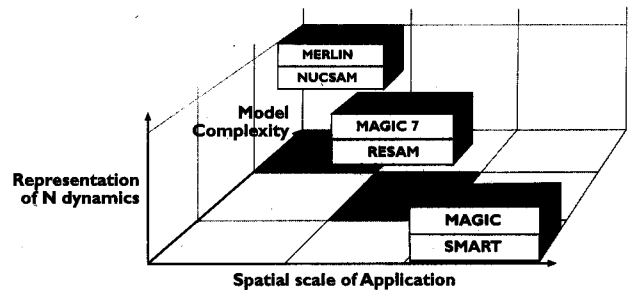 MERLIN
NUCSAM
Model
Complexity
MAGIC 7
RESAM
Representation
of N dynamics
MAGIC
SMART
Spatial scale of Application